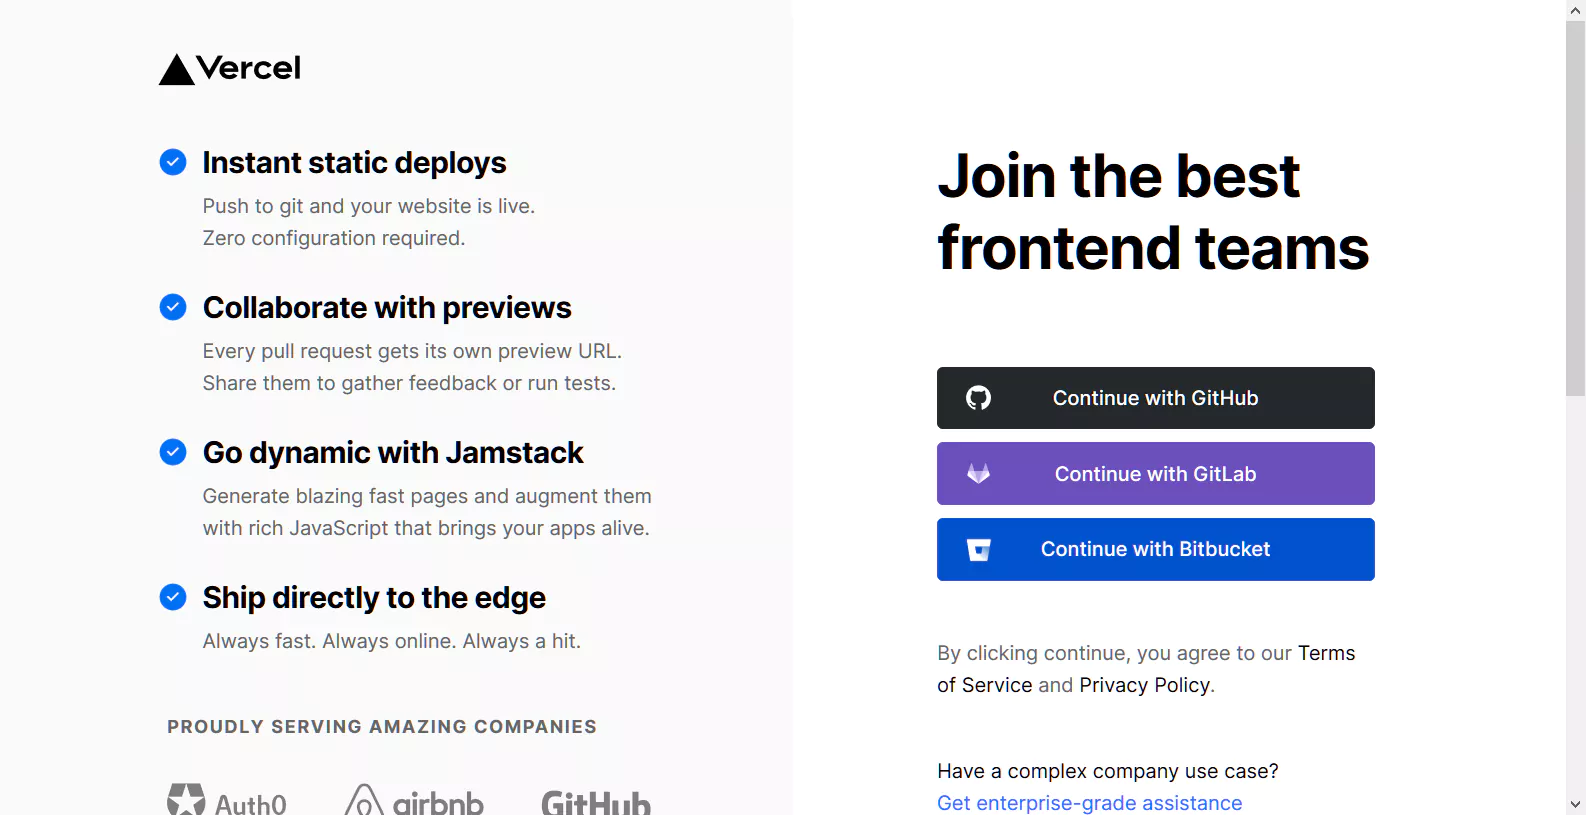 Vercel
Instant static deploys
Push to git and your website is live.
Zero configuration required.
Collaborate with previews
Every pull request gets its own preview URL.
Share them to gather feedback or run tests.
Go dynamic with Jamstack
Generate blazing fast pages and augment them
with rich JavaScript that brings your apps alive.
Ship directly to the edge
Always fast. Always online. Always a hit.
PROUDLY SERVING AMAZING COMPANIES
Auth0 airbnb GitHub
Join the best
frontend teams
Continue with GitHub
Continue with GitLab
Continue with Bitbucket
By clicking continue, you agree to our Terms
of Service and Privacy Policy.
Have a complex company use case?
Get enterprise-grade assistance